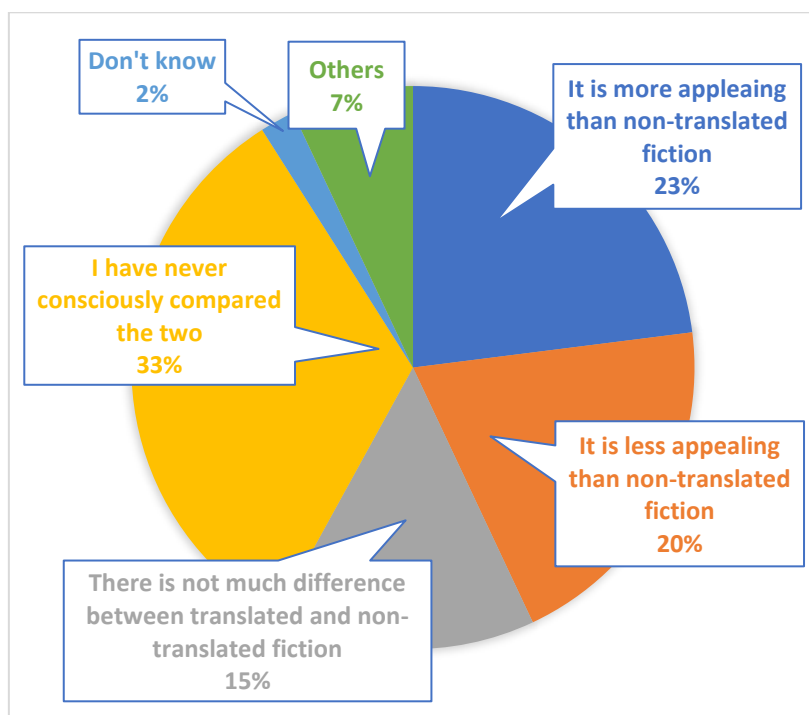 Don't know
2%
Others
7%
It is more appleaing
than non-translated
fiction
23%
I have never
consciously compared
the two
33%
It is less appealing
than non-translated
fiction
20%
There is not much difference
between translated and non-
translated fiction
15%